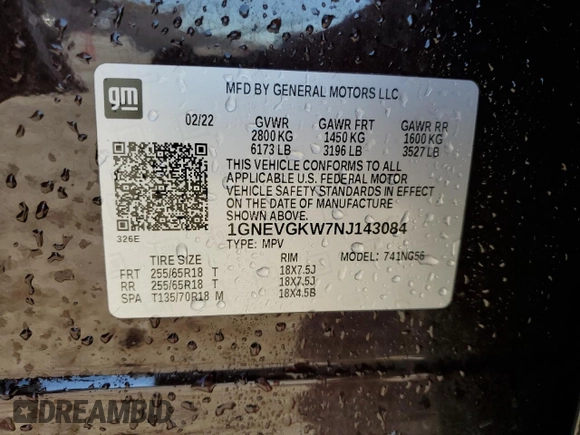 gm
MFD BY GENERAL MOTORS LLC
02/22 GVWR GAWR FRT GAWR RR
2800 KG 1450 KG 1600 KG
6173 LB 3196 LB 3527 LB
THIS VEHICLE CONFORMS TO ALL
APPLICABLE U.S. FEDERAL MOTOR
VEHICLE SAFETY STANDARDS IN EFFECT
ON THE DATE OF MANUFACTURE
SHOWN ABOVE.
326E
1GNEVGKW7NJ143084
TYPE: MPV MODEL: 741NG56
TIRE SIZE RIM
FRT 255/65R18 T 18X7.5J
RR 255/65R18 T 18X7.5J
SPA T135/70R18 M 18X4.5B
DREAMBID